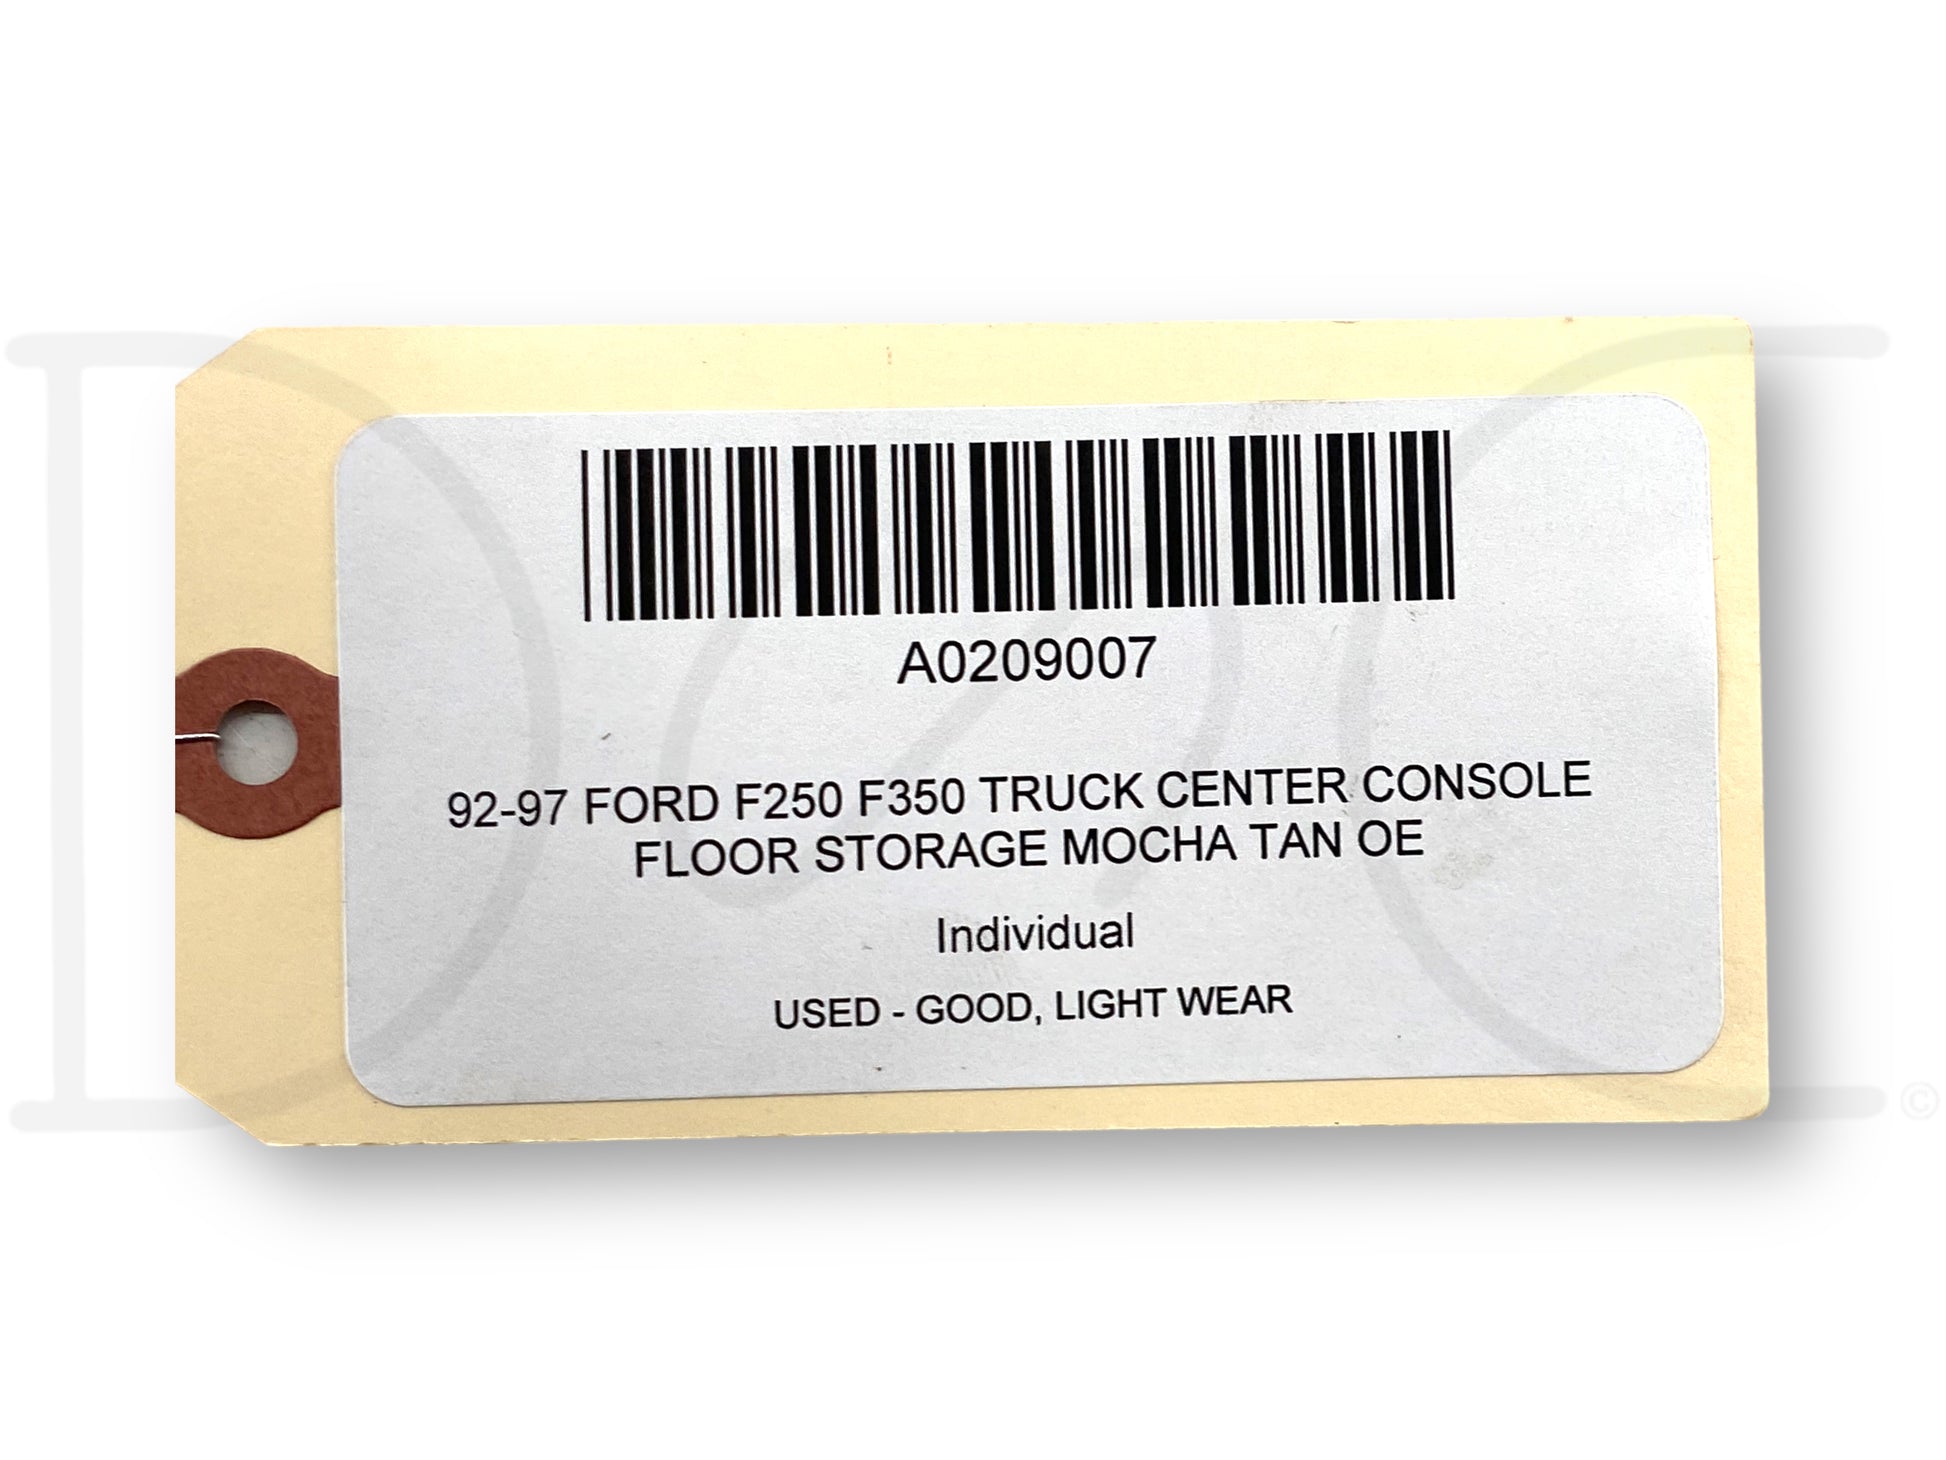 A0209007
92-97 FORD F250 F350 TRUCK CENTER CONSOLE
FLOOR STORAGE MOCHA TAN OE
Individual
USED - GOOD, LIGHT WEAR
©